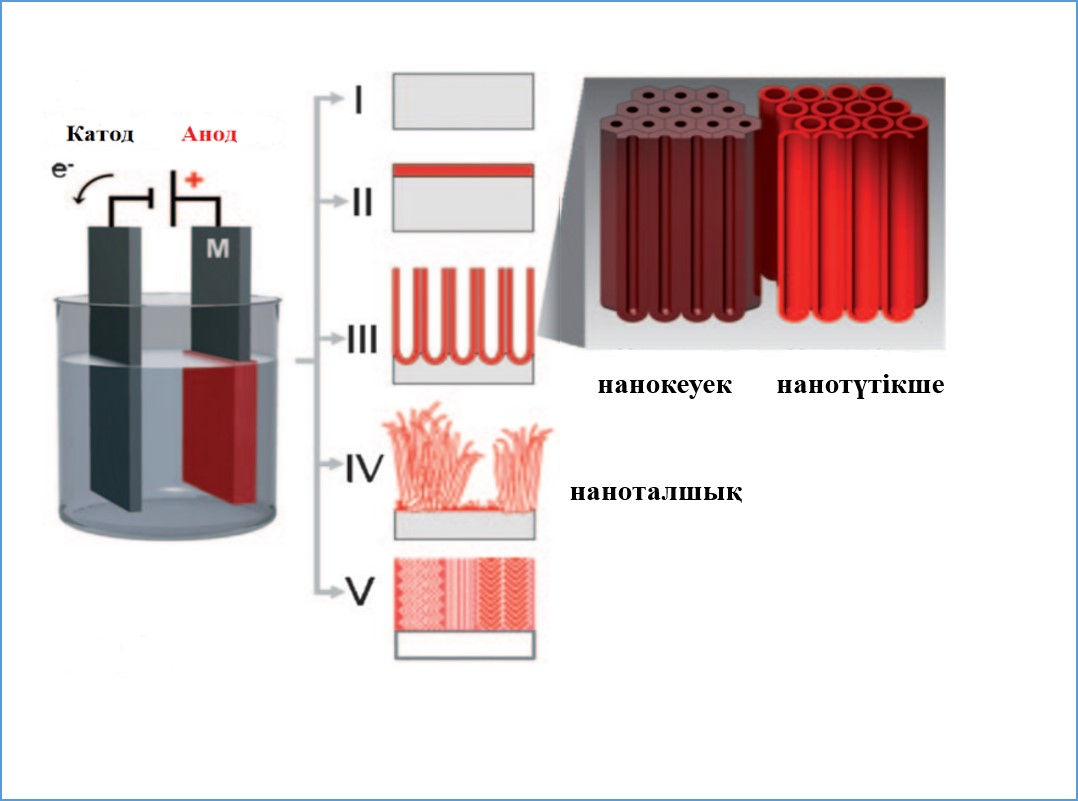 Катод Анод
e-
+
M
I
II
III
IV
V
нанокеуек нанотүтікше
наноталшық